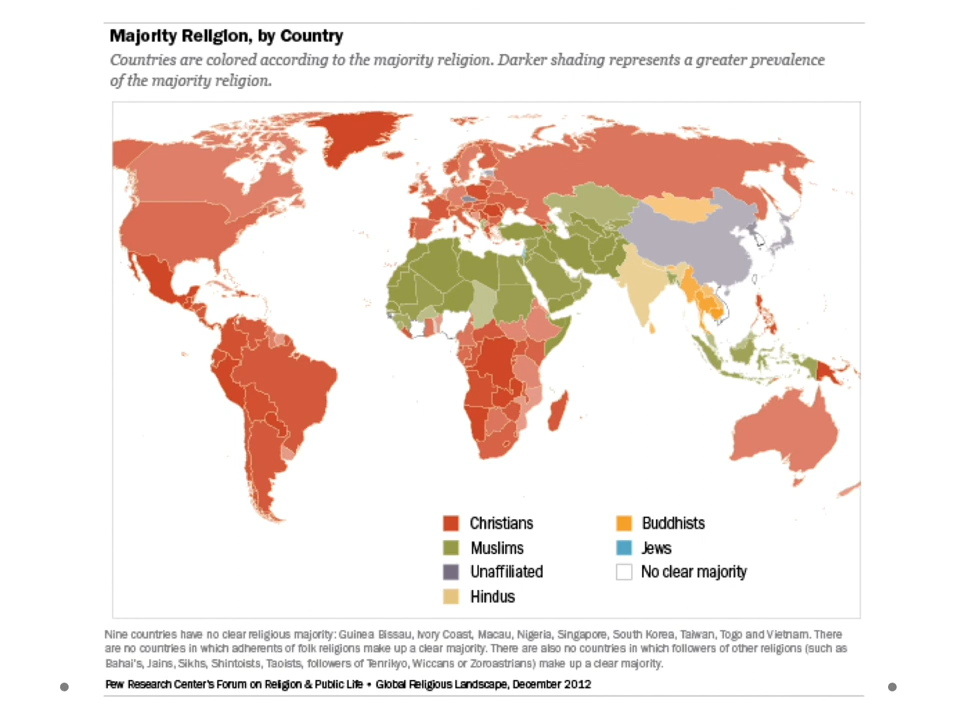 Majority Religion, by Country
Countries are colored according to the majority religion. Darker shading represents a greater prevalence
of the majority religion.
Christians
Muslims
Unaffiliated
Hindus
Buddhists
Jews
No clear majority
Nine countries have no clear religious majority: Guinea Bissau, Ivory Coast, Macau, Nigeria, Singapore, South Korea, Taiwan, Togo and Vietnam. There
are no countries in which adherents of folk religions make up a clear majority. There are also no countries in which followers of other religions (such as
Bahai's, Jains, Sikhs, Shintoists, Taoists, followers of Tenrikyo, Wiccans or Zoroastrians) make up a clear majority.
Pew Research Center's Forum on Religion & Public Life • Global Religious Landscape, December 2012